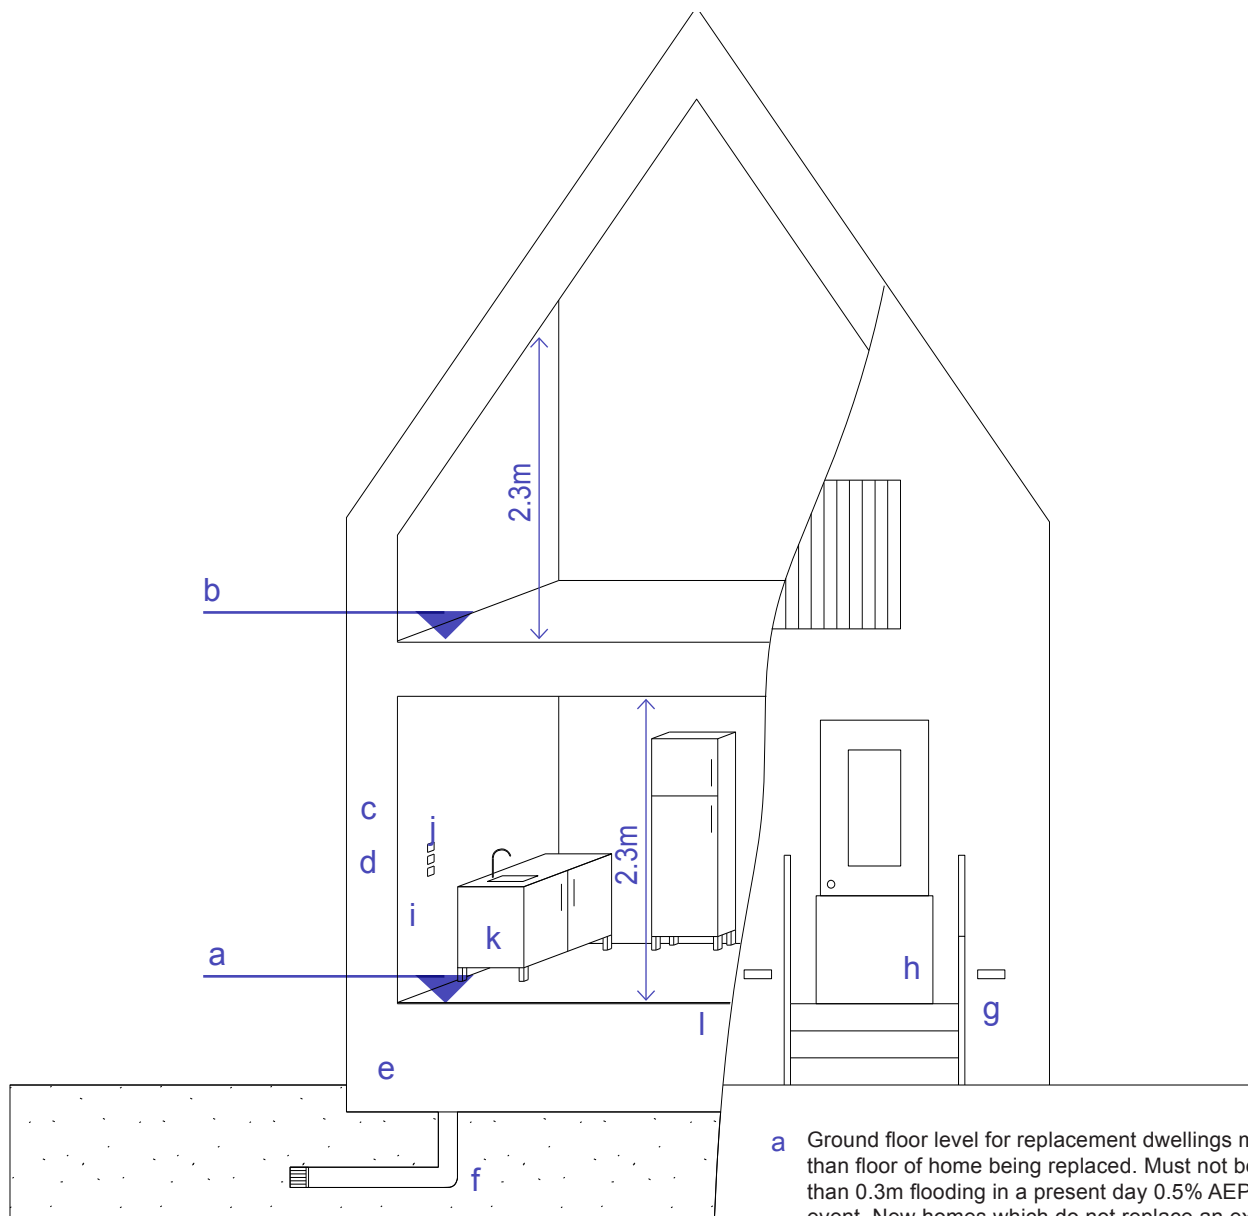 2.3m
b
c
j
d
2.3m
i
k
a
h
g
l
e
f
a Ground floor level for replacement dwellings
than floor of home being replaced. Must not
than 0.3m flooding in a present day 0.5% AEP
event. New homes which do not replace an